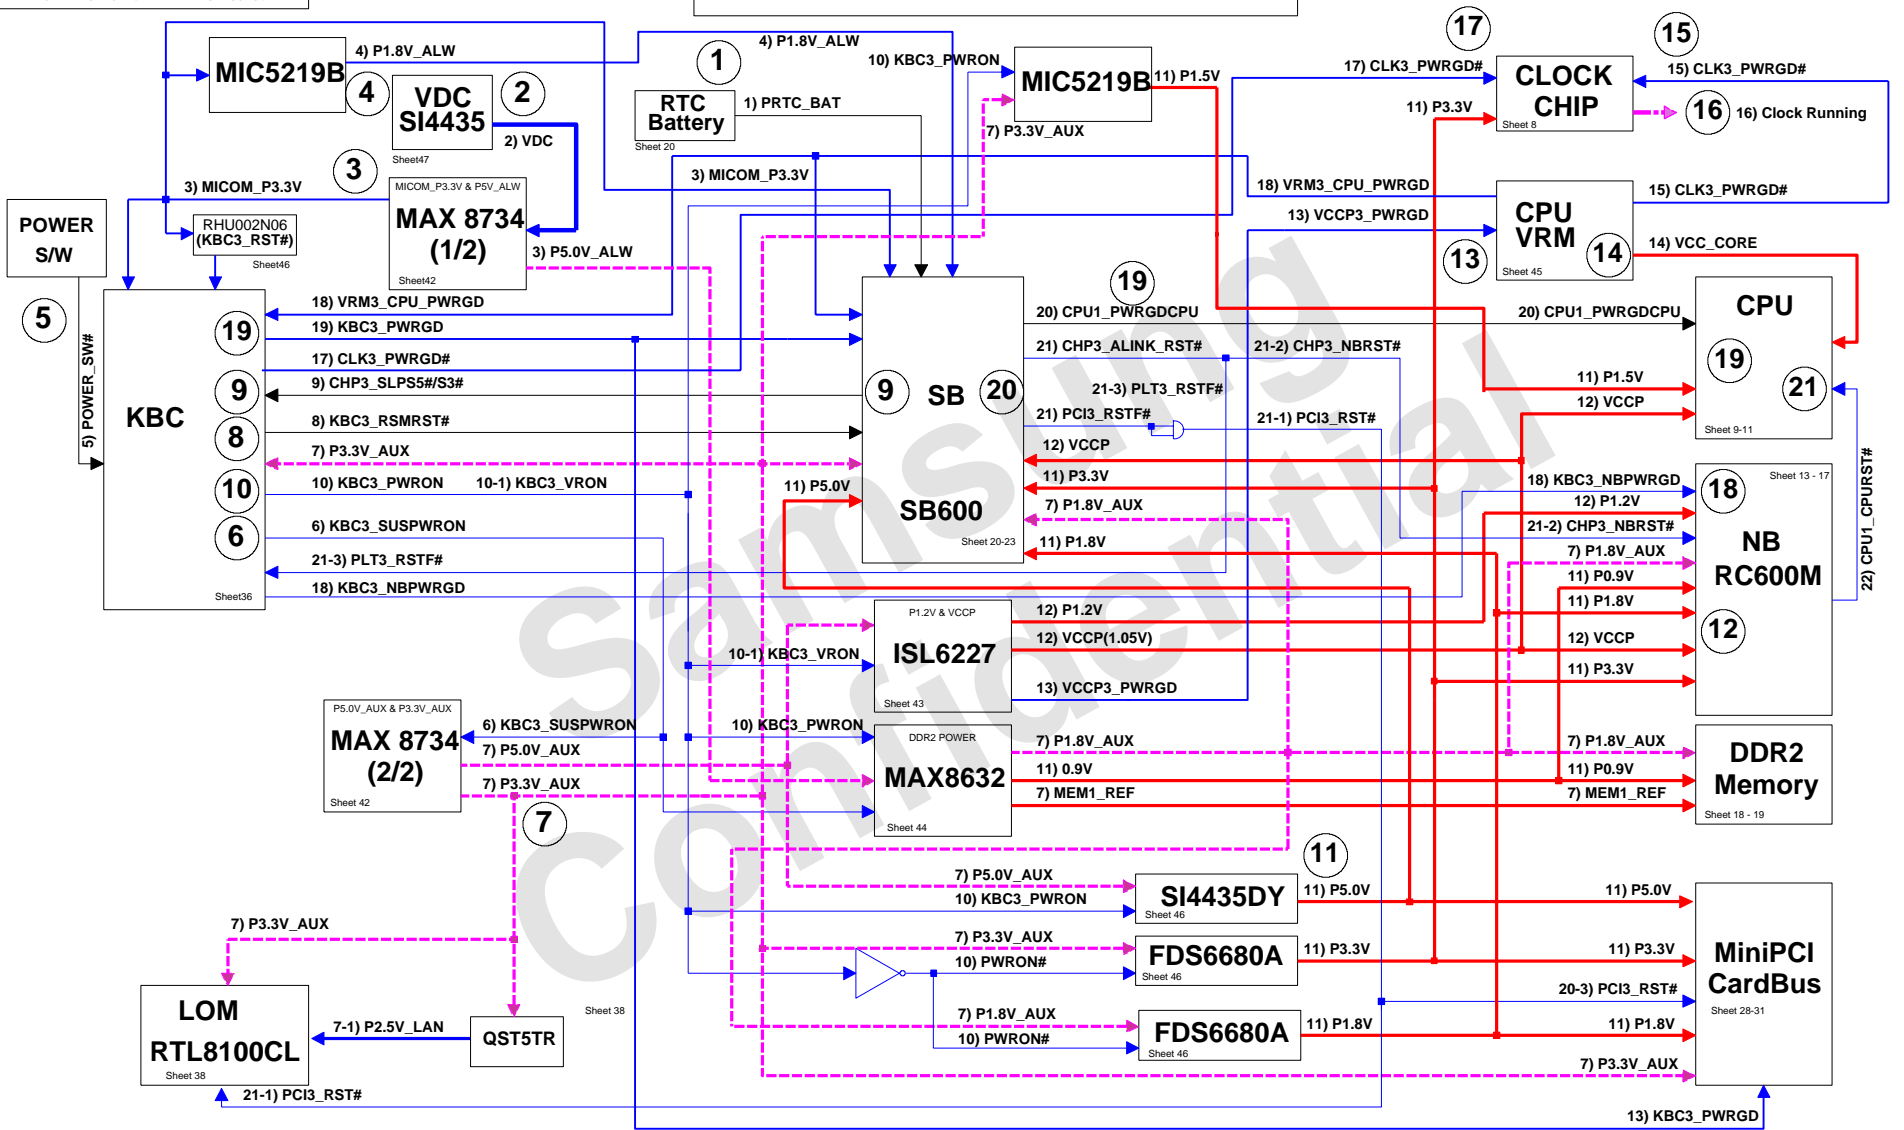 4) P1.8V_ALW
MIC5219B
4
VDC
SI4435
Sheet47
2
2) VDC
1
RTC
Battery
Sheet 20
1) PRTC_BAT
4) P1.8V_ALW
10) KBC3_PWRON
MIC5219B
11) P1.5V
7) P3.3V_AUX
17
17) CLK3_PWRGD#
11) P3.3V
CLOCK
CHIP
Sheet 8
15
15) CLK3_PWRGD#
16
16) Clock Running
3
3) MICOM_P3.3V
MICOM_P3.3V & P5V_ALW
MAX 8734
(1/2)
Sheet42
3) P5.0V_ALW
3) MICOM_P3.3V
POWER
S/W
RHU002N06
(KBC3_RST#)
Sheet46
18) VRM3_CPU_PWRGD
13) VCCP3_PWRGD
13
CPU
VRM
Sheet 45
14
15) CLK3_PWRGD#
14) VCC_CORE
5
5) POWER_SW#
KBC
Sheet36
19
9
8
10
6
18) VRM3_CPU_PWRGD
19) KBC3_PWRGD
17) CLK3_PWRGD#
9) CHP3_SLPS5#/S3#
8) KBC3_RSMRST#
7) P3.3V_AUX
10) KBC3_PWRON
10-1) KBC3_VRON
6) KBC3_SUSPWRON
21-3) PLT3_RSTF#
18) KBC3_NBPWRGD
11) P5.0V
9
SB
20
SB600
Sheet 20-23
19
20) CPU1_PWRGDCPU
21) CHP3_ALINK_RST#
21-2) CHP3_NBRST#
21-3) PLT3_RSTF#
21) PCI3_RSTF#
21-1) PCI3_RST#
12) VCCP
11) P3.3V
7) P1.8V_AUX
11) P1.8V
20) CPU1_PWRGDCPU
11) P1.5V
12) VCCP
CPU
19
21
Sheet 9-11
22) CPU1_CPURST#
18) KBC3_NBPWRGD
12) P1.2V
21-2) CHP3_NBRST#
7) P1.8V_AUX
11) P0.9V
11) P1.8V
12) VCCP
11) P3.3V
Sheet 13 - 17
18
NB
RC600M
12
P1.2V & VCCP
ISL6227
Sheet 43
10-1) KBC3_VRON
12) P1.2V
12) VCCP(1.05V)
13) VCCP3_PWRGD
P5.0V_AUX & P3.3V_AUX
MAX 8734
(2/2)
Sheet 42
6) KBC3_SUSPWRON
7) P5.0V_AUX
7) P3.3V_AUX
7
10) KBC3_PWRON
DDR2 POWER
MAX8632
Sheet 44
7) P1.8V_AUX
11) 0.9V
7) MEM1_REF
7) P1.8V_AUX
11) P0.9V
7) MEM1_REF
DDR2
Memory
Sheet 18 - 19
11
7) P5.0V_AUX
10) KBC3_PWRON
SI4435DY
Sheet 46
11) P5.0V
11) P5.0V
7) P3.3V_AUX
10) PWRON#
FDS6680A
Sheet 46
11) P3.3V
11) P3.3V
20-3) PCI3_RST#
7) P1.8V_AUX
10) PWRON#
FDS6680A
Sheet 46
11) P1.8V
11) P1.8V
7) P3.3V_AUX
MiniPCI
CardBus
Sheet 28-31
13) KBC3_PWRGD
7) P3.3V_AUX
LOM
RTL8100CL
Sheet 38
7-1) P2.5V_LAN
QST5TR
Sheet 38
21-1) PCI3_RST#
Samsung
Confidential